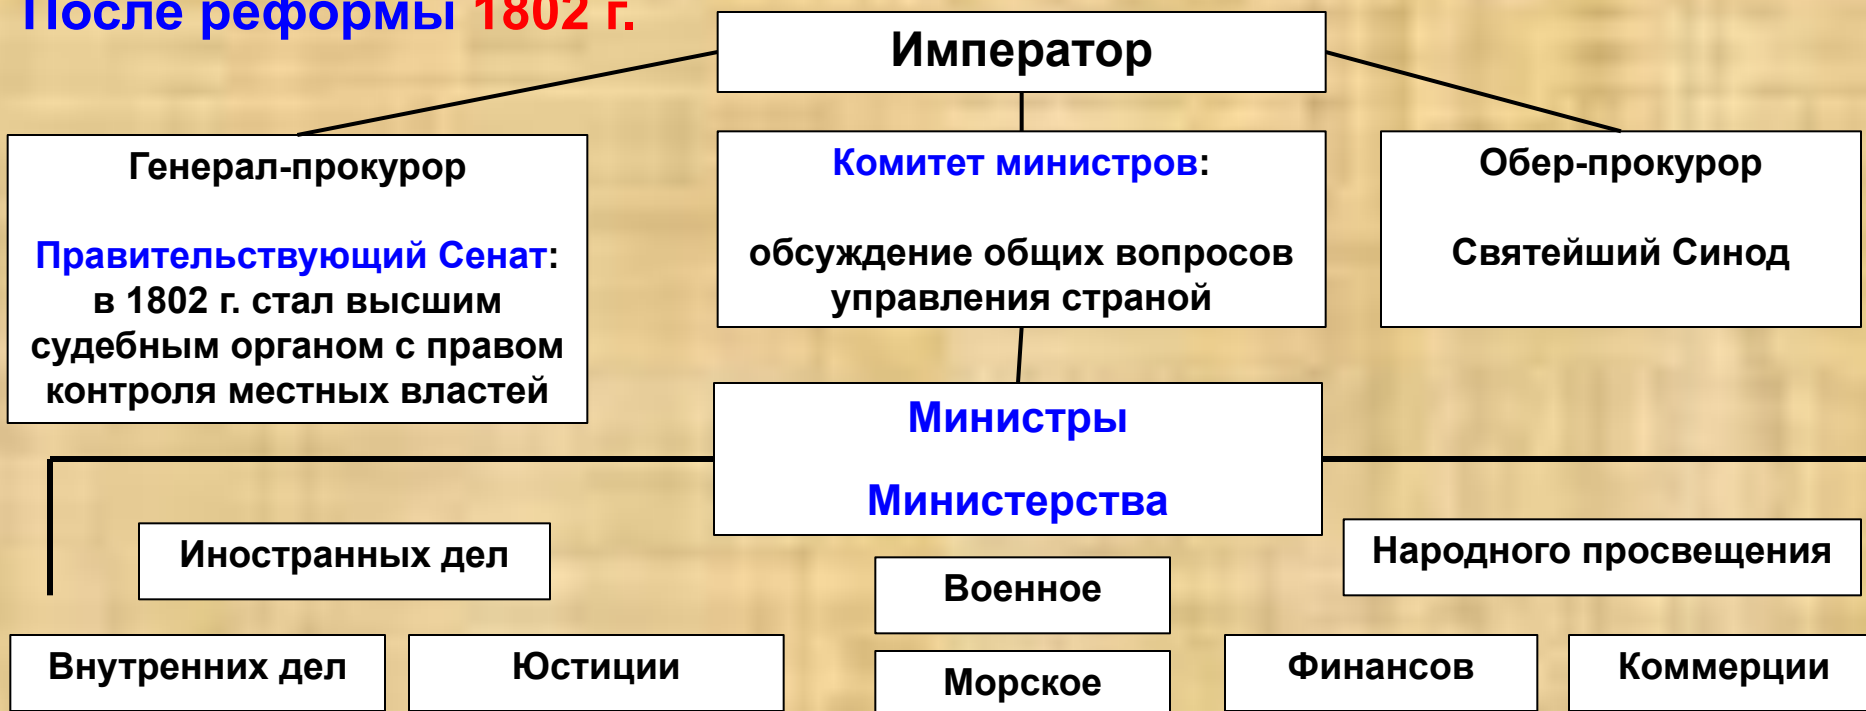 После реформы 1802 г.
Император
Генерал-прокурор
Правительствующий Сенат:
в 1802 г. стал высшим
судебным органом с правом
контроля местных властей
Комитет министров:
обсуждение общих вопросов
управления страной
Обер-прокурор
Святейший Синод
Министры
Министерства
Иностранных дел
Народного просвещения
Военное
Внутренних дел
Юстиции
Морское
Финансов
Коммерции